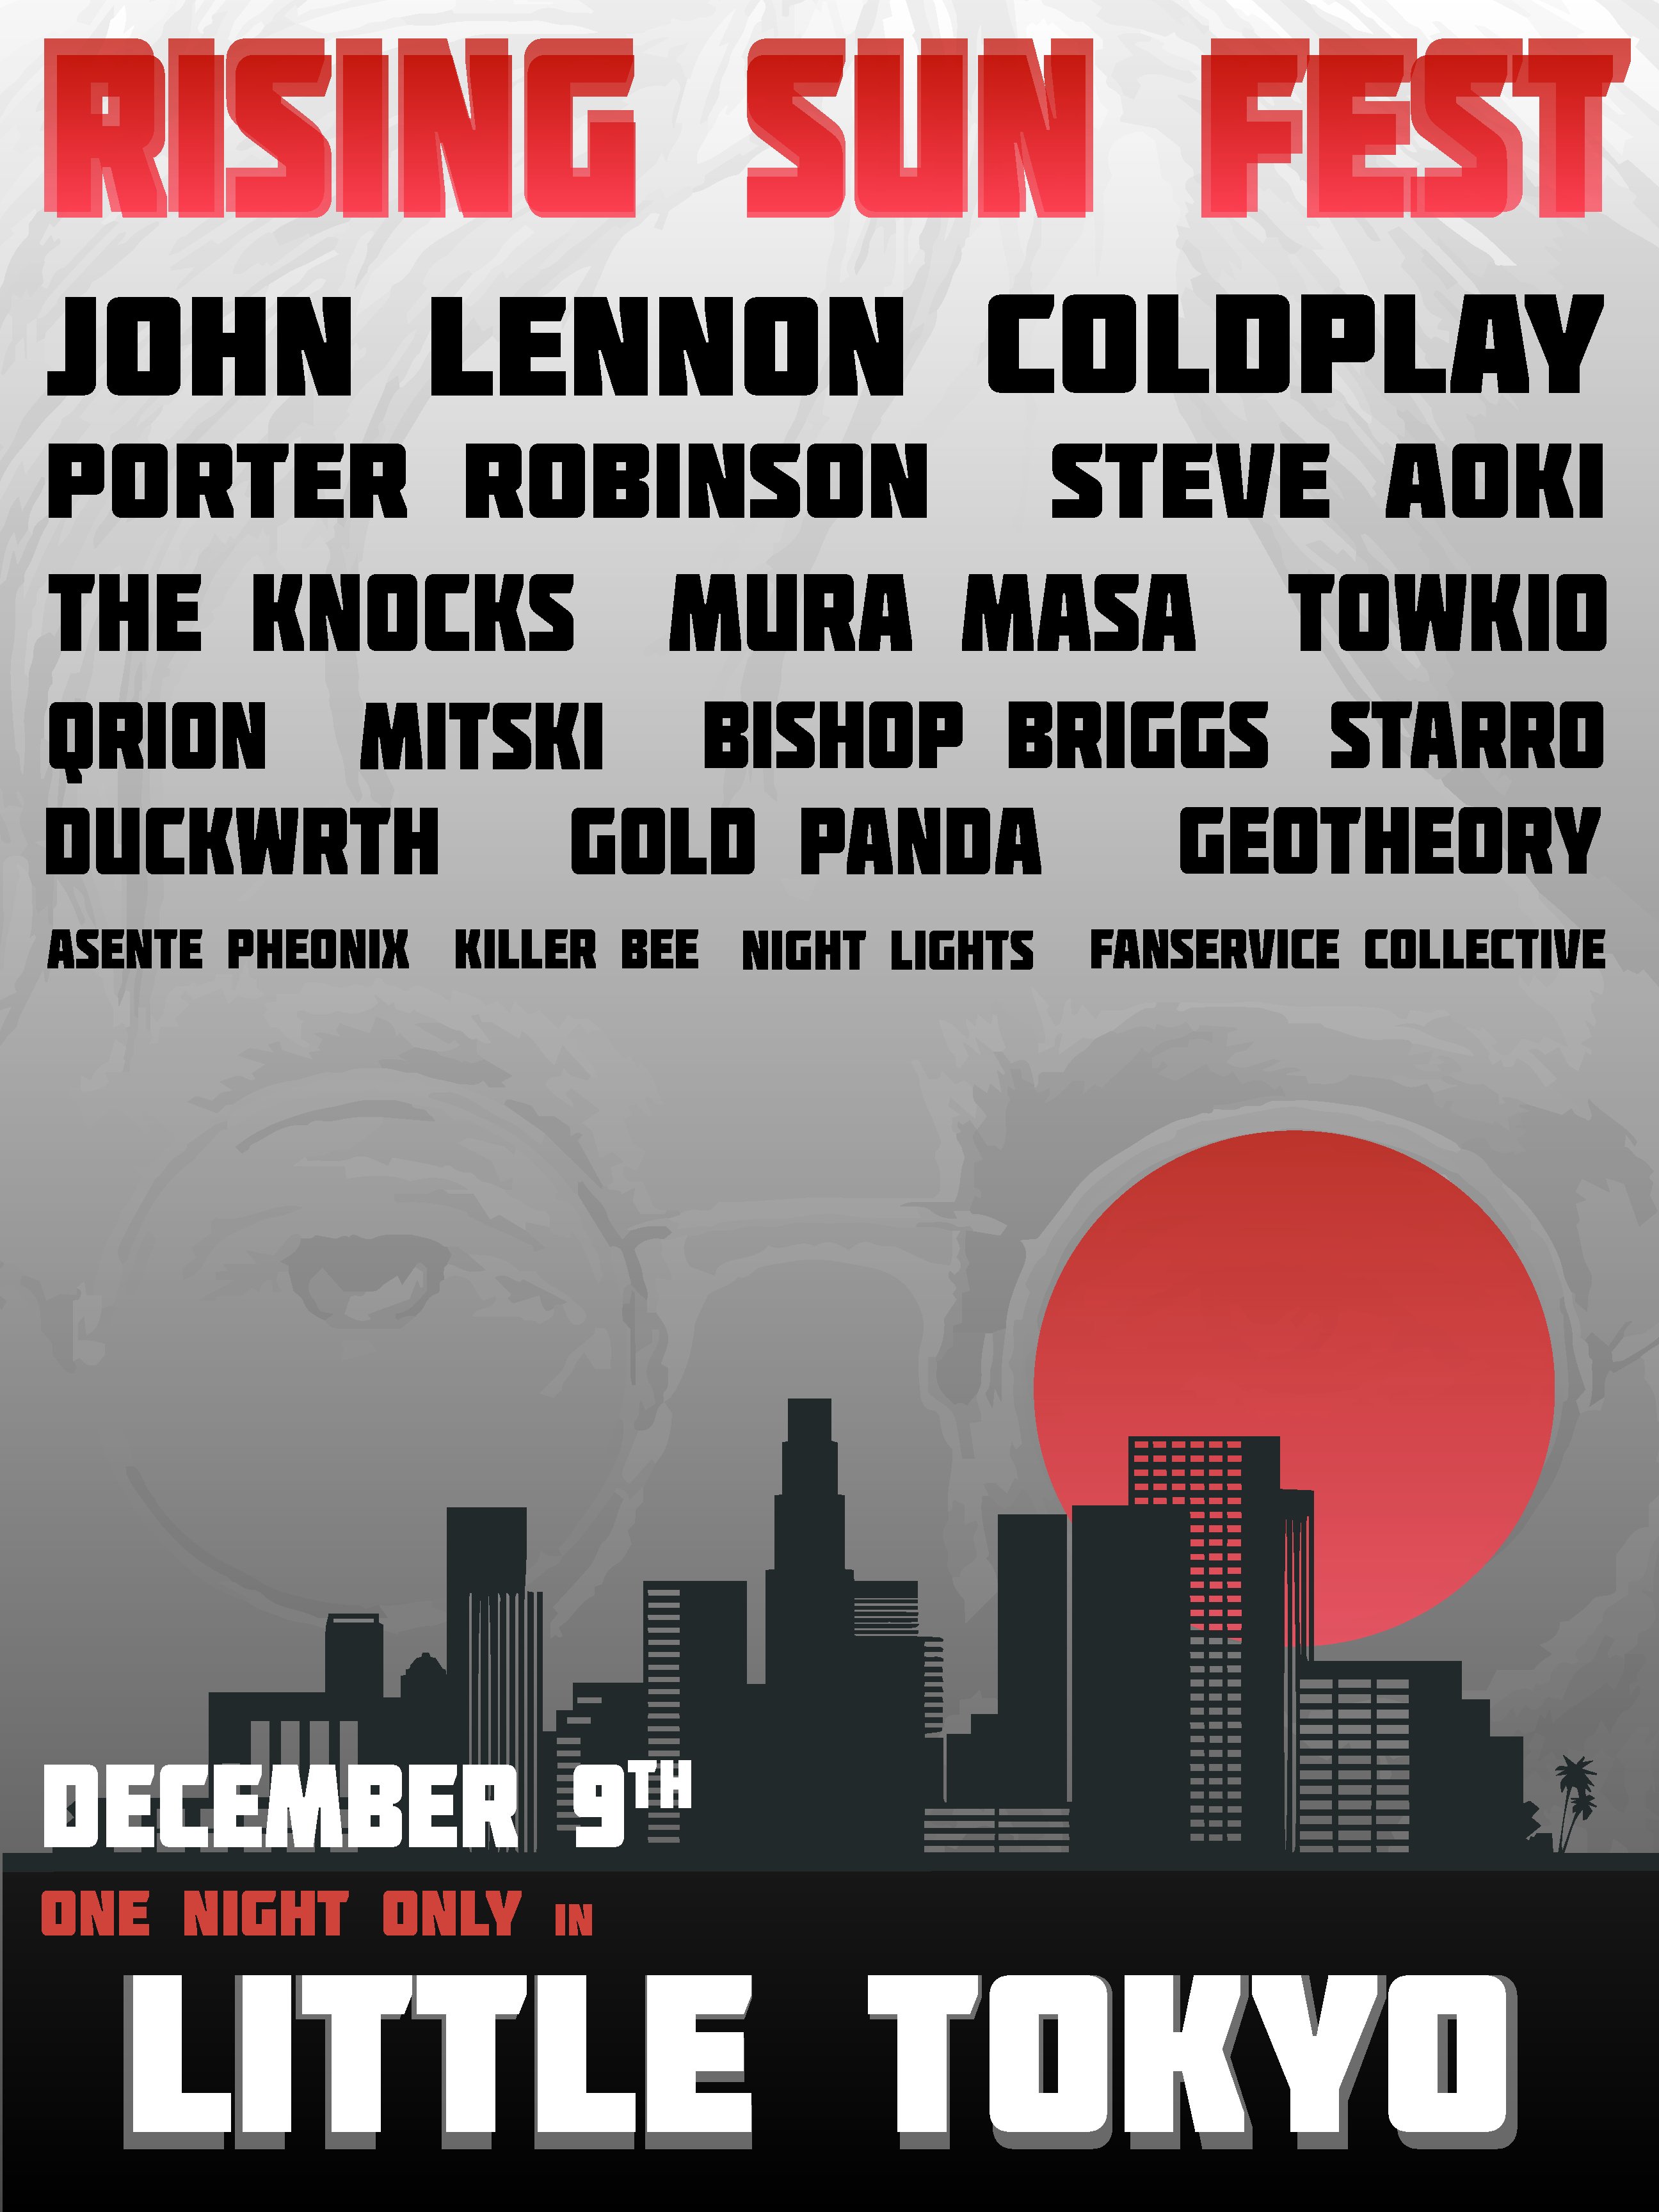 RISING SUN FEST
JOHN LENNON COLDPLAY
PORTER ROBINSON STEVE AOKI
THE KNOCKS MURA MASA TOWKIO
QRION MITSKI BISHOP BRIGGS STARRO
DUCKWRTH GOLD PANDA GEOTHEORY
ASENTE PHEONIX KILLER BEE NIGHT LIGHTS FANSERVICE COLLECTIVE
DECEMBER 9TH
ONE NIGHT ONLY IN
LITTLE TOKYO